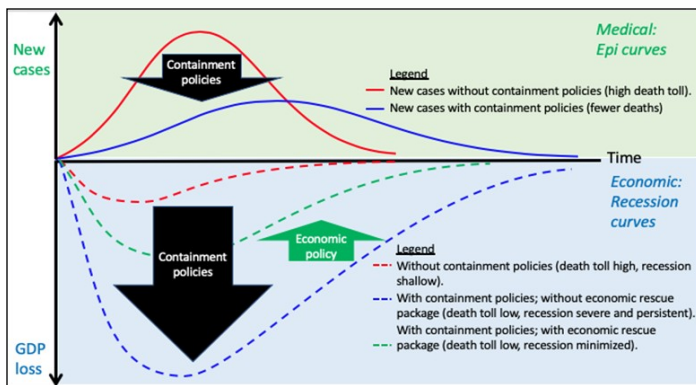 New
cases
Medical:
Epi curves
Containment
policies
Legend
New cases without containment policies (high death toll).
New cases with containment policies (fewer deaths)
Time
Economic:
Recession
curves
Containment
policies
Economic
policy
Legend
Without containment policies (death toll high, recession
shallow).
With containment policies; without economic rescue
package (death toll low, recession severe and persistent).
With containment policies; with economic rescue
package (death toll low, recession minimized).
GDP
loss